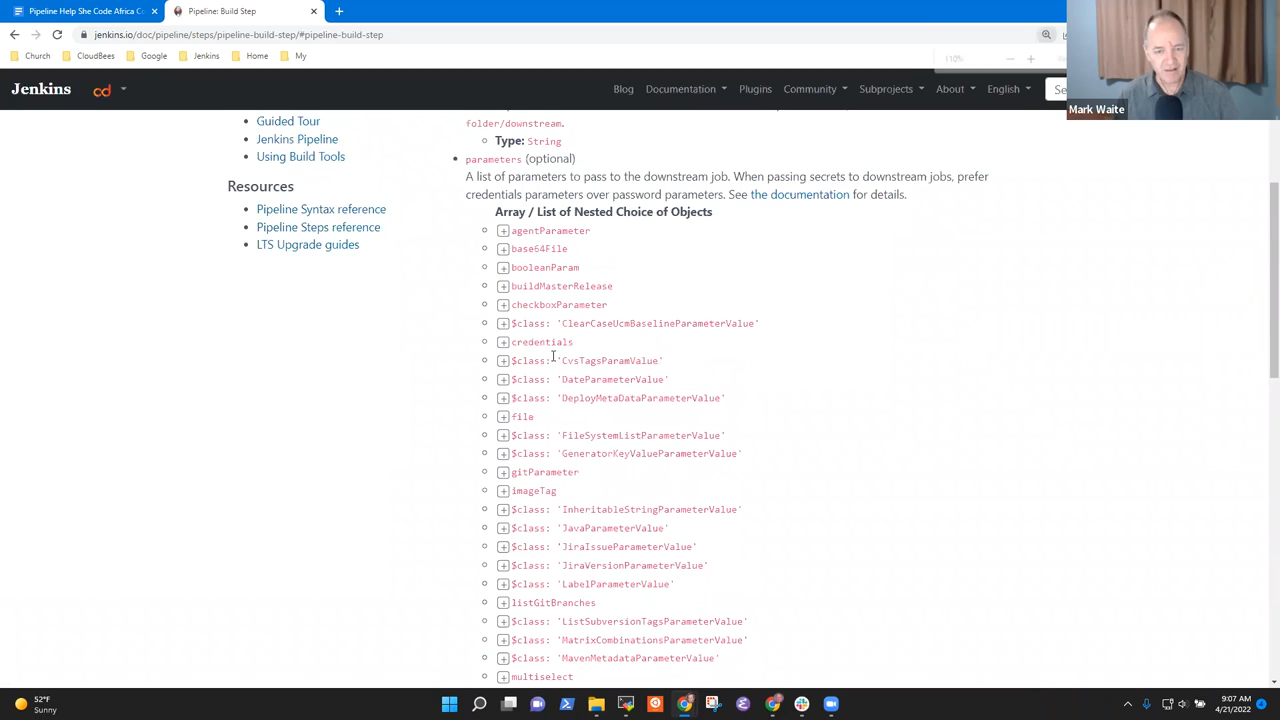 Pipeline Help She Code Africa Co
Pipeline: Build Step
jenkins.io/doc/pipeline/steps/pipeline-build-step/#pipeline-build-step
Church
CloudBees
Google
Jenkins
Home
My
Jenkins
Blog
Documentation
Plugins
Community
Subprojects
About
English
Mark Waite
Guided Tour
Jenkins Pipeline
Using Build Tools
Resources
Pipeline Syntax reference
Pipeline Steps reference
LTS Upgrade guides
folder/downstream.
Type: String
parameters (optional)
A list of parameters to pass to the downstream job. When passing secrets to downstream jobs, prefer
credentials parameters over password parameters. See the documentation for details.
Array / List of Nested Choice of Objects
+ agentParameter
+ base64File
+ booleanParam
+ buildMasterRelease
+ checkboxParameter
+ $class: 'ClearCaseUcmBaselineParameterValue'
+ credentials
+ $class: 'CvsTagsParamValue'
+ $class: 'DateParameterValue'
+ $class: 'DeployMetaDataParameterValue'
+ file
+ $class: 'FileSystemListParameterValue'
+ $class: 'GeneratorKeyValueParameterValue'
+ gitParameter
+ imageTag
+ $class: 'InheritableStringParameterValue'
+ $class: 'JavaParameterValue'
+ $class: 'JiraIssueParameterValue'
+ $class: 'JiraVersionParameterValue'
+ $class: 'LabelParameterValue'
+ listGitBranches
+ $class: 'ListSubversionTagsParameterValue'
+ $class: 'MatrixCombinationsParameterValue'
+ $class: 'MavenMetadataParameterValue'
+ multiselect
52°F
Sunny
9:07 AM
4/21/2022